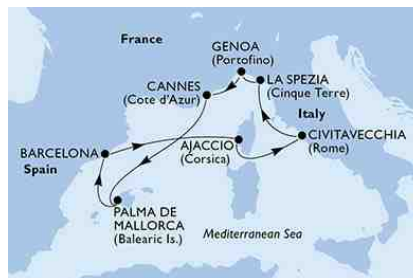 France
GENOA
(Portofino)
CANNES
(Cote d'Azur)
LA SPEZIA
(Cinque Terre)
Italy
BARCELONA
Spain
AJACCIO
(Corsica)
CIVITAVECCHIA
(Rome)
PALMA DE
MALLORCA
(Balearic Is.)
Mediterranean Sea